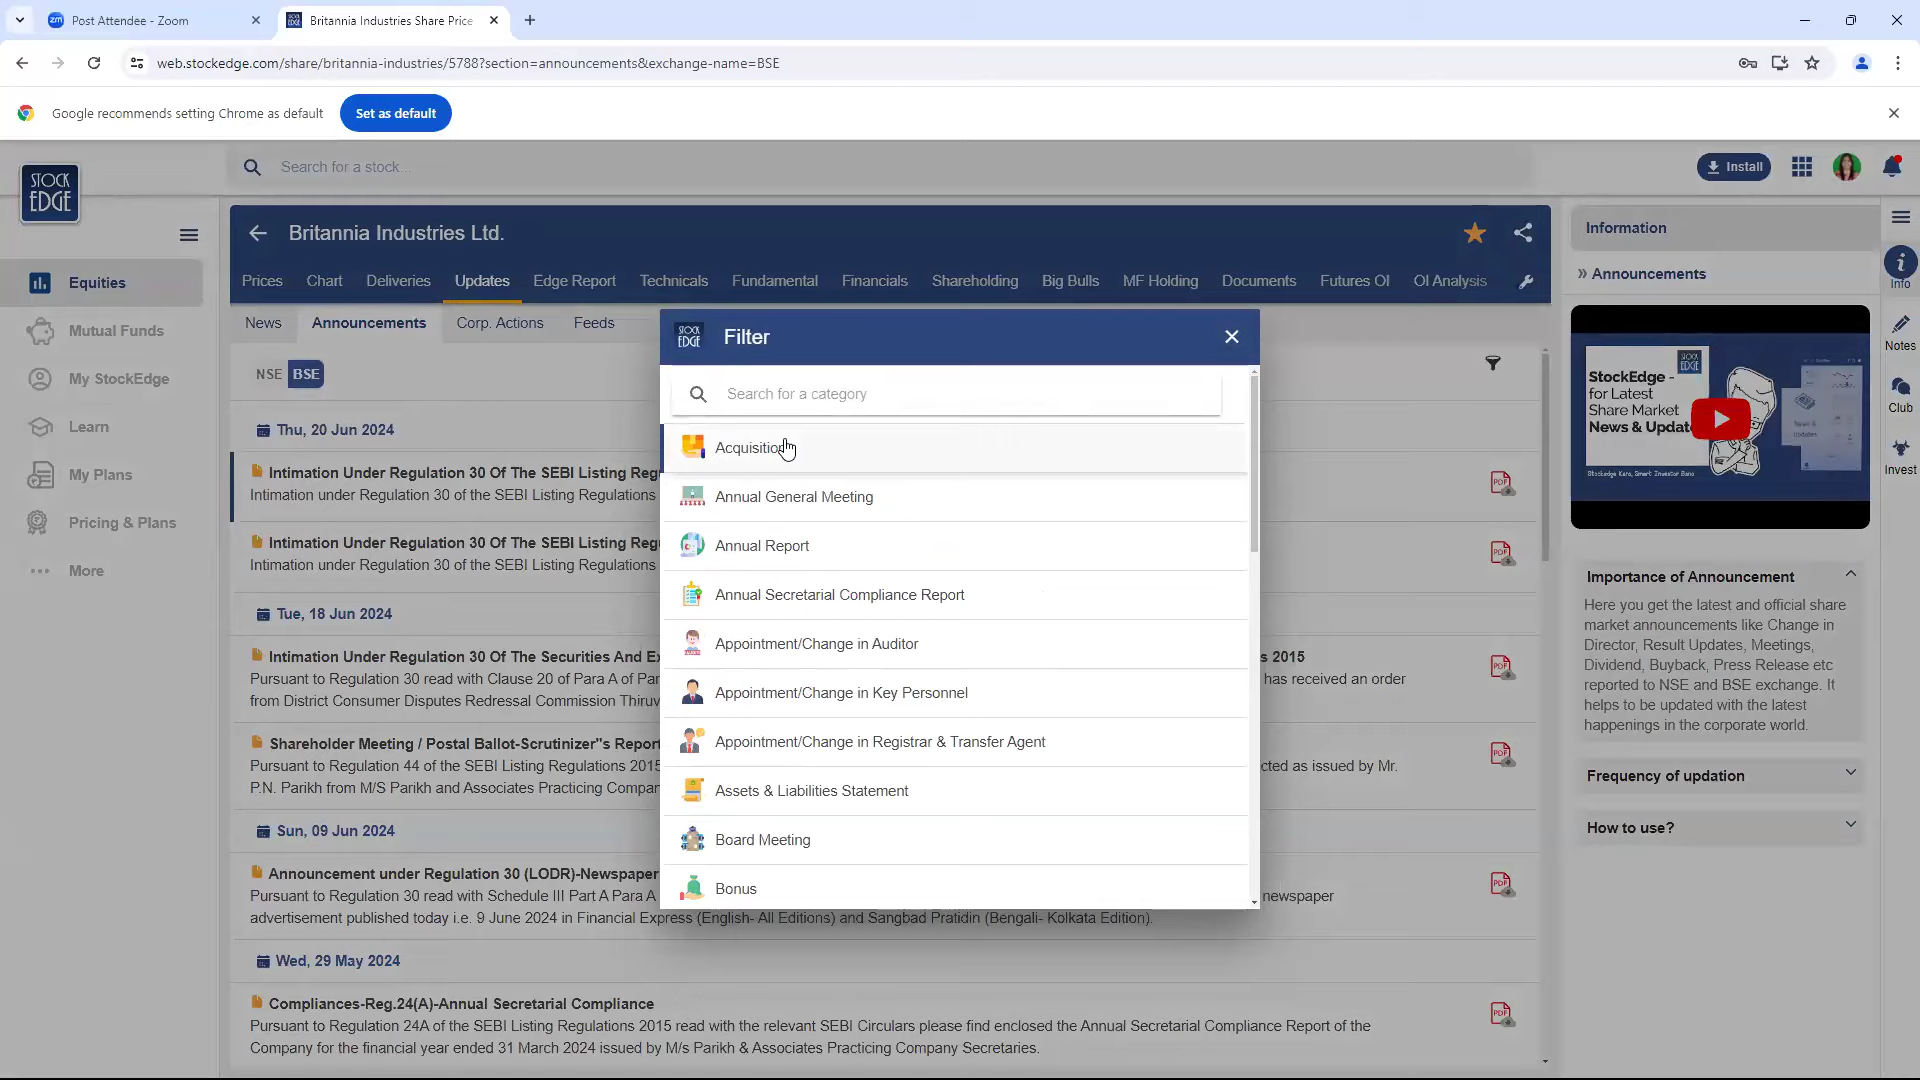 Post Attendee - Zoom
Britannia Industries Share Price
web.stockedge.com/share/britannia-industries/5788?section=announcements&exchange-name=BSE
Google recommends setting Chrome as default
Set as default
STOCK
EDGE
Search for a stock...
Install
Equities
Mutual Funds
My StockEdge
Learn
My Plans
Pricing & Plans
More
Britannia Industries Ltd.
Prices Chart Deliveries Updates Edge Report Technicals Fundamental Financials Shareholding Big Bulls MF Holding Documents Futures OI OI Analysis
News Announcements Corp. Actions Feeds
NSE BSE
Thu, 20 Jun 2024
Intimation Under Regulation 30 Of The SEBI Listing Reg
Intimation under Regulation 30 of the SEBI Listing Regulations
PDF
Intimation Under Regulation 30 Of The SEBI Listing Reg
Intimation under Regulation 30 of the SEBI Listing Regulations
PDF
Tue, 18 Jun 2024
Intimation Under Regulation 30 Of The Securities And Ex
s 2015
Pursuant to Regulation 30 read with Clause 20 of Para A of Par
has received an order
from District Consumer Disputes Redressal Commission Thiruv
PDF
Shareholder Meeting / Postal Ballot-Scrutinizer"s Report
Pursuant to Regulation 44 of the SEBI Listing Regulations 2015
cted as issued by Mr.
P.N. Parikh from M/S Parikh and Associates Practicing Compar
PDF
Sun, 09 Jun 2024
Announcement under Regulation 30 (LODR)-Newspaper
Pursuant to Regulation 30 read with Schedule III Part A Para A
newspaper
advertisement published today i.e. 9 June 2024 in Financial Express (English- All Editions) and Sangbad Pratidin (Bengali- Kolkata Edition).
PDF
Wed, 29 May 2024
Compliances-Reg.24(A)-Annual Secretarial Compliance
Pursuant to Regulation 24A of the SEBI Listing Regulations 2015 read with the relevant SEBI Circulars please find enclosed the Annual Secretarial Compliance Report of the
Company for the financial year ended 31 March 2024 issued by M/s Parikh & Associates Practicing Company Secretaries.
PDF
STOCK
EDGE
Filter
Search for a category
Acquisition
Annual General Meeting
Annual Report
Annual Secretarial Compliance Report
Appointment/Change in Auditor
Appointment/Change in Key Personnel
Appointment/Change in Registrar & Transfer Agent
Assets & Liabilities Statement
Board Meeting
Bonus
Information
» Announcements
STOCK
EDGE
StockEdge -
for Latest
Share Market
News & Updat
Stockedge Karo, Smart Investor Bano
Importance of Announcement
Here you get the latest and official share
market announcements like Change in
Director, Result Updates, Meetings,
Dividend, Buyback, Press Release etc
reported to NSE and BSE exchange. It
helps to be updated with the latest
happenings in the corporate world.
Frequency of updation
How to use?
Info
Notes
Club
Invest